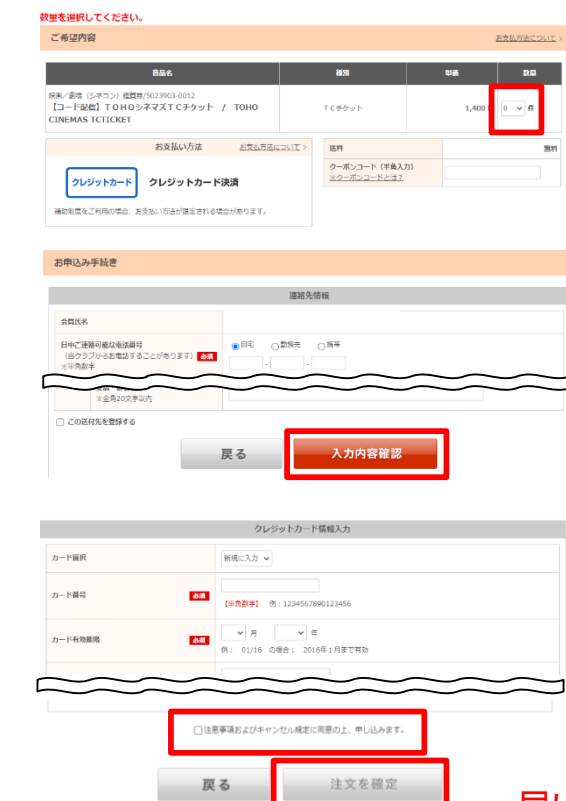 数量を選択してください。
ご希望内容 お支払方法について >
商品名 種別 単価 数量
映画／劇場（シネコン）鑑賞券/5023903-0012
【コード配信】ＴＯＨＯシネマズＴＣチケット / TOHO ＴＣチケット 1,400 0 件
CINEMAS TCTICKET
お支払い方法 お支払方法について > 送料 無料
クーポンコード（半角入力）
※クーポンコードとは？
クレジットカード クレジットカード決済
補助制度をご利用の場合、お支払い方法が限定される場合があります。
お申込み手続き
連絡先情報
会員氏名
日中ご連絡可能な電話番号 自宅 勤務先 携帯
（当クラブからお電話することがあります） 必須 - -
※半角数字
※全角20文字以内
この送付先を登録する
戻る 入力内容確認
クレジットカード情報入力
カード選択 新規に入力
カード番号 必須
【半角数字】 例：1234567890123456
カード有効期限 必須 月 年
例： 01/16 の場合： 2016年1月まで有効
注意事項およびキャンセル規定に同意の上、申し込みます。
戻る 注文を確定